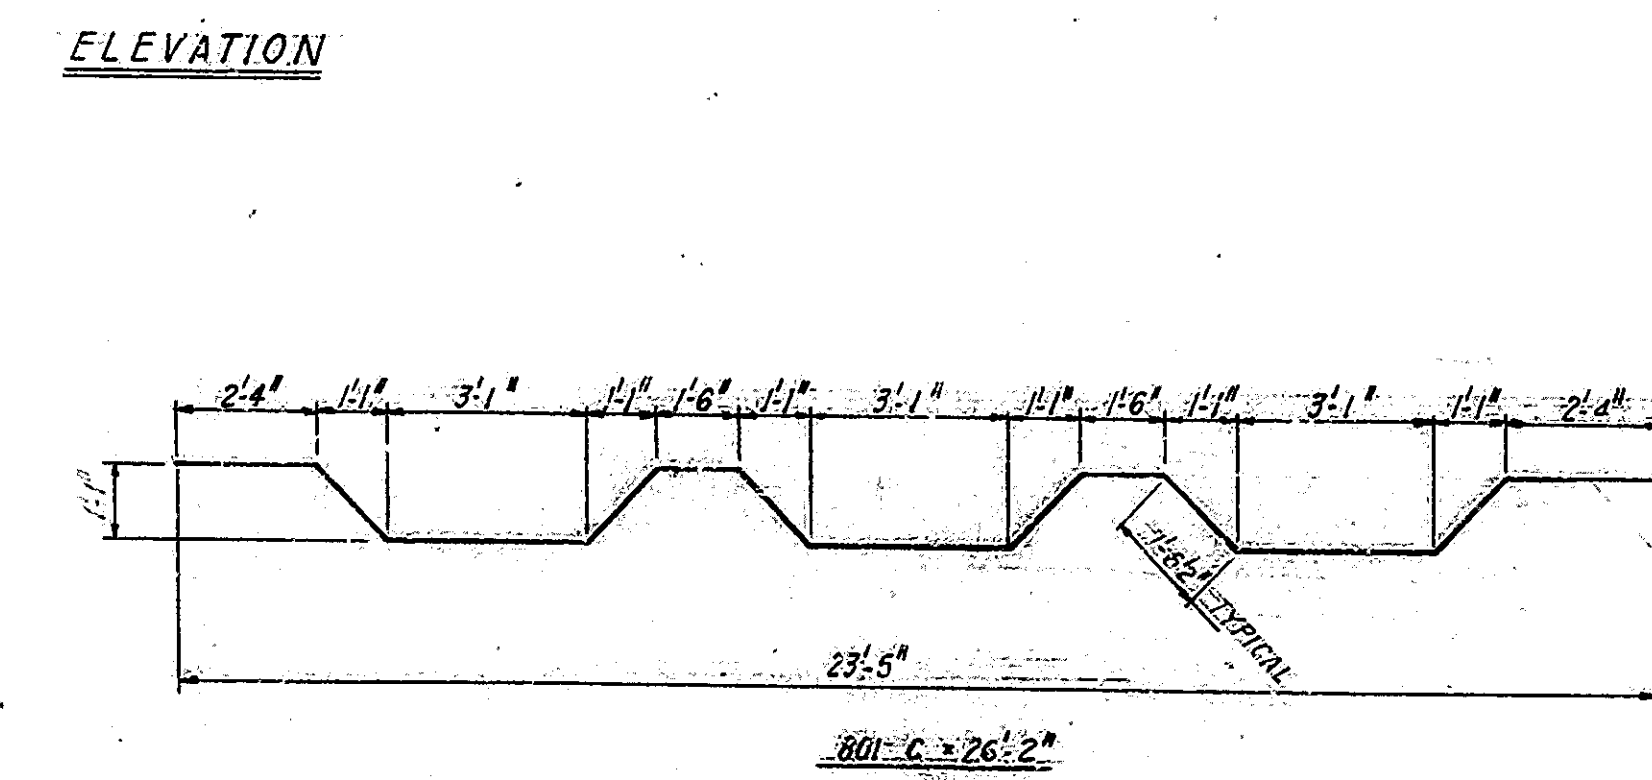 ELEVATION
2'-4" 1'-1" 3'-1" 1'-1" 1'-6" 1'-1" 3'-1" 1'-1" 1'-6" 1'-1" 3'-1" 1'-1" 2'-4"
1'-1"
1'-6½" TYPICAL
23'-5"
801-C × 26'-2"